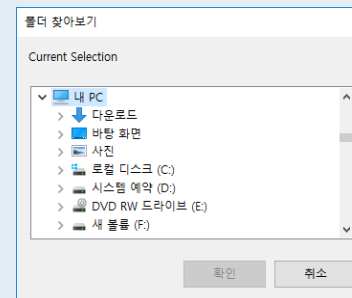 폴더 찾아보기
Current Selection
내 PC
다운로드
바탕 화면
사진
로컬 디스크 (C:)
시스템 예약 (D:)
DVD RW 드라이브 (E:)
새 볼륨 (F:)
확인
취소